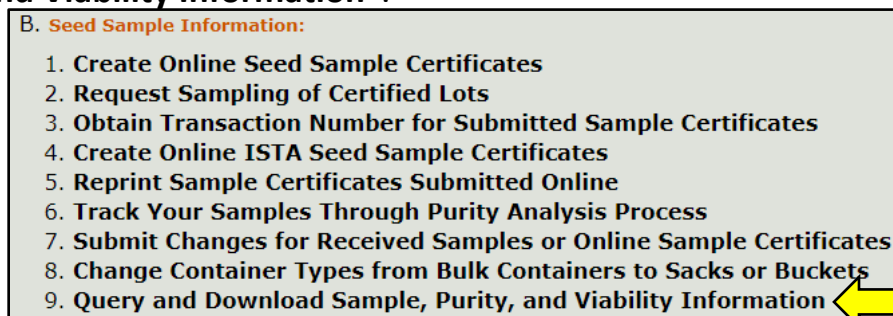 and Viability Information
B. Seed Sample Information:
1. Create Online Seed Sample Certificates
2. Request Sampling of Certified Lots
3. Obtain Transaction Number for Submitted Sample Certificates
4. Create Online ISTA Seed Sample Certificates
5. Reprint Sample Certificates Submitted Online
6. Track Your Samples Through Purity Analysis Process
7. Submit Changes for Received Samples or Online Sample Certificates
8. Change Container Types from Bulk Containers to Sacks or Buckets
9. Query and Download Sample, Purity, and Viability Information